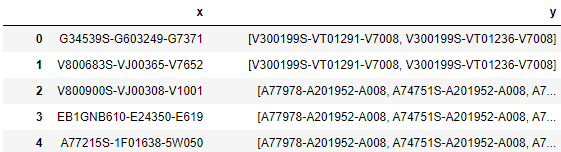 x y
0 G34539S-G603249-G7371 [V300199S-VT01291-V7008, V300199S-VT01236-V7008]
1 V800683S-VJ00365-V7652 [V300199S-VT01291-V7008, V300199S-VT01236-V7008]
2 V800900S-VJ00308-V1001 [A77978-A201952-A008, A74751S-A201952-A008, A7...
3 EB1GNB610-E24350-E619 [A77978-A201952-A008, A74751S-A201952-A008, A7...
4 A77215S-1F01638-5W050 [A77978-A201952-A008, A74751S-A201952-A008, A7...